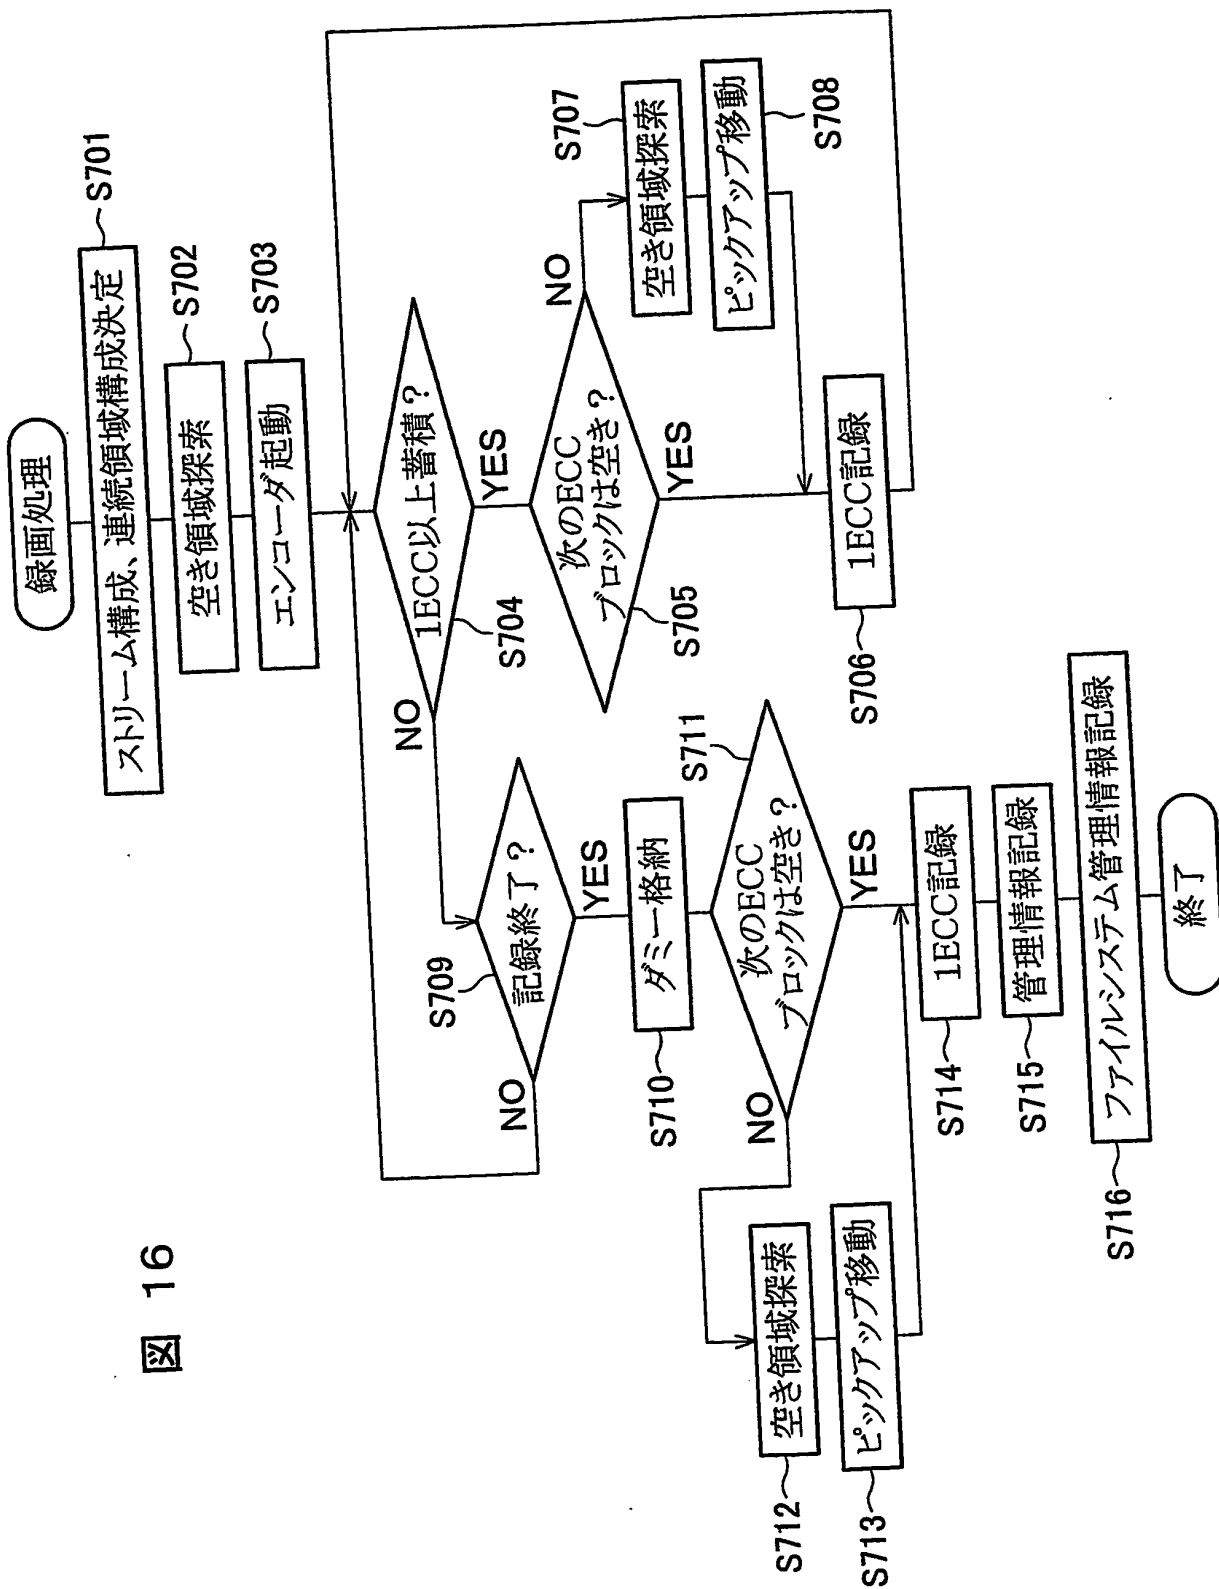 図 16
録画処理
ストリーム構成、連続領域構成決定
S701
空き領域探索
S702
エンコーダ起動
S703
1ECC以上蓄積？
S704
NO
YES
次のECC
ブロックは空き？
S705
NO
YES
空き領域探索
S707
ピックアップ移動
S708
1ECC記録
S706
記録終了？
S709
NO
YES
ダミー格納
S710
次のECC
ブロックは空き？
S711
NO
YES
空き領域探索
S712
ピックアップ移動
S713
1ECC記録
S714
管理情報記録
S715
ファイルシステム管理情報記録
S716
終了